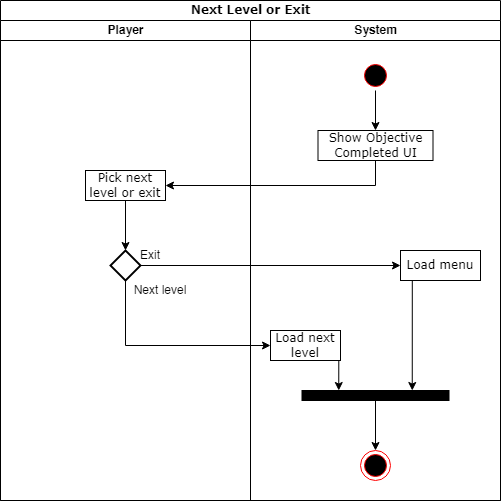 Next Level or Exit
Player
System
Show Objective
Completed UI
Pick next
level or exit
Exit
Load menu
Next level
Load next
level